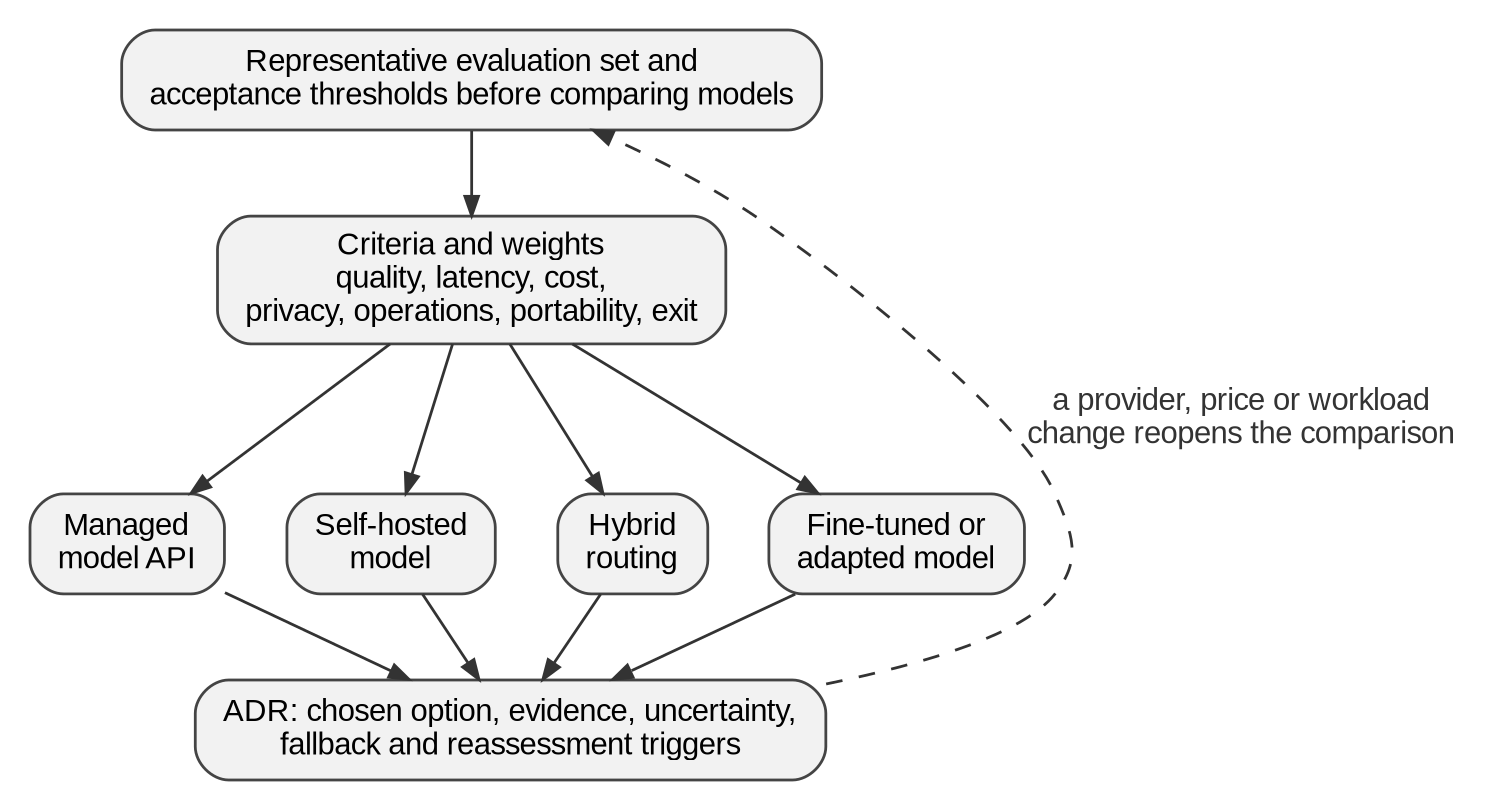 Representative evaluation set and
acceptance thresholds before comparing models
Criteria and weights
quality, latency, cost,
privacy, operations, portability, exit
a provider, price or workload
change reopens the comparison
Managed
model API
Self-hosted
model
Hybrid
routing
Fine-tuned or
adapted model
ADR: chosen option, evidence, uncertainty,
fallback and reassessment triggers